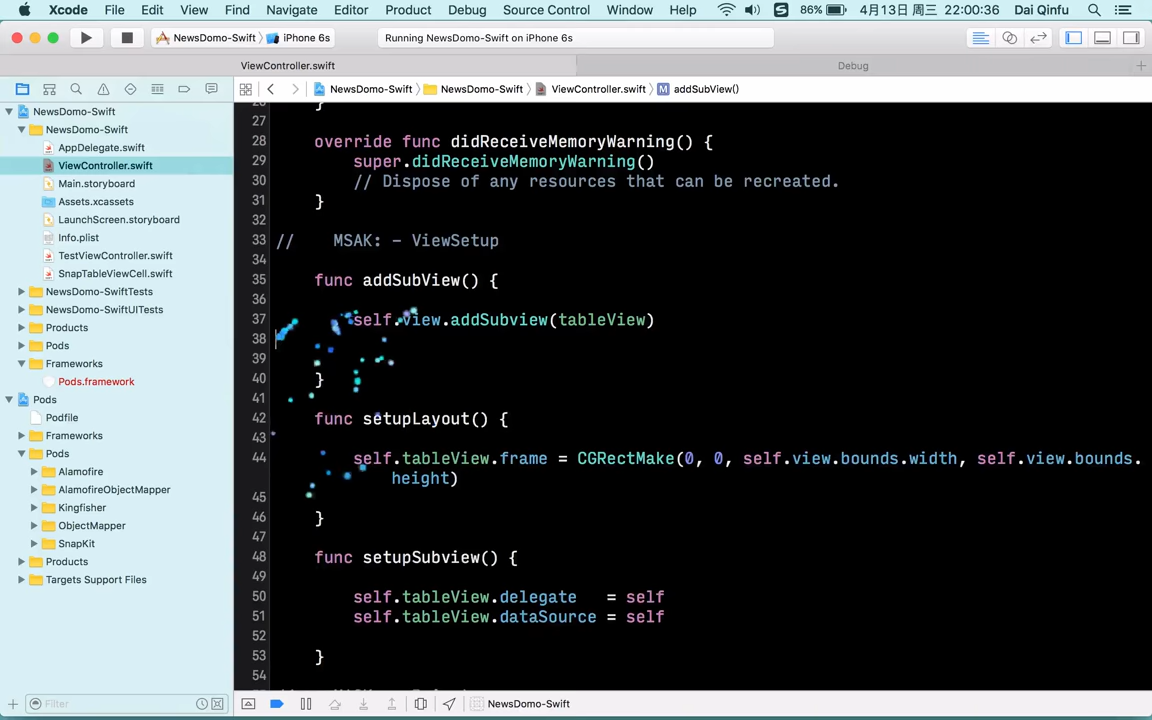 Xcode File Edit View Find Navigate Editor Product Debug Source Control Window Help 86% 4月13日 周三 22:00:36 Dai Qinfu
NewsDomo-Swift iPhone 6s Running NewsDomo-Swift on iPhone 6s
ViewController.swift Debug
NewsDomo-Swift NewsDomo-Swift ViewController.swift M addSubView()
NewsDomo-Swift
NewsDomo-Swift
AppDelegate.swift
ViewController.swift
Main.storyboard
Assets.xcassets
LaunchScreen.storyboard
Info.plist
TestViewController.swift
SnapTableViewCell.swift
NewsDomo-SwiftTests
NewsDomo-SwiftUITests
Products
Pods
Frameworks
Pods.framework
Pods
Podfile
Frameworks
Pods
Alamofire
AlamofireObjectMapper
Kingfisher
ObjectMapper
SnapKit
Products
Targets Support Files
Filter
26 }
27
28 override func didReceiveMemoryWarning() {
29 super.didReceiveMemoryWarning()
30 // Dispose of any resources that can be recreated.
31 }
32
33 // MSAK: - ViewSetup
34
35 func addSubView() {
36
37 self.view.addSubview(tableView)
38
39
40 }
41
42 func setupLayout() {
43
44 self.tableView.frame = CGRectMake(0, 0, self.view.bounds.width, self.view.bounds.
height)
45
46 }
47
48 func setupSubview() {
49
50 self.tableView.delegate = self
51 self.tableView.dataSource = self
52
53 }
54
NewsDomo-Swift